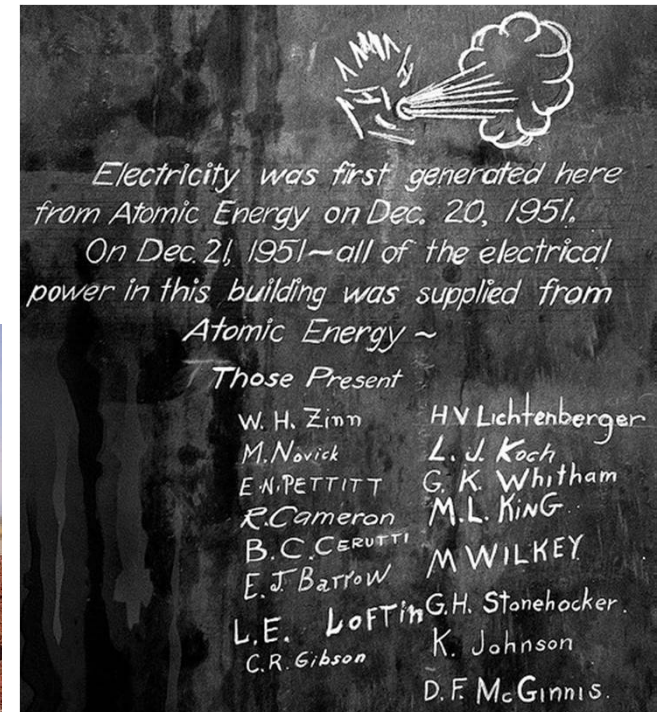 Electricity was first generated here
from Atomic Energy on Dec. 20, 1951.
On Dec. 21, 1951~all of the electrical
power in this building was supplied from
Atomic Energy ~
Those Present
W. H. Zinn
M. Novick
E. N. PETTITT
R. Cameron
B. C. CERUTTI
E. J. Barrow
L. E. LOFTIN
C. R. Gibson
H V Lichtenberger
L. J. Koch
G. K. Whitham
M. L. KING
M WILKEY
G. H. Stonehocker.
K. Johnson
D. F. McGinnis.